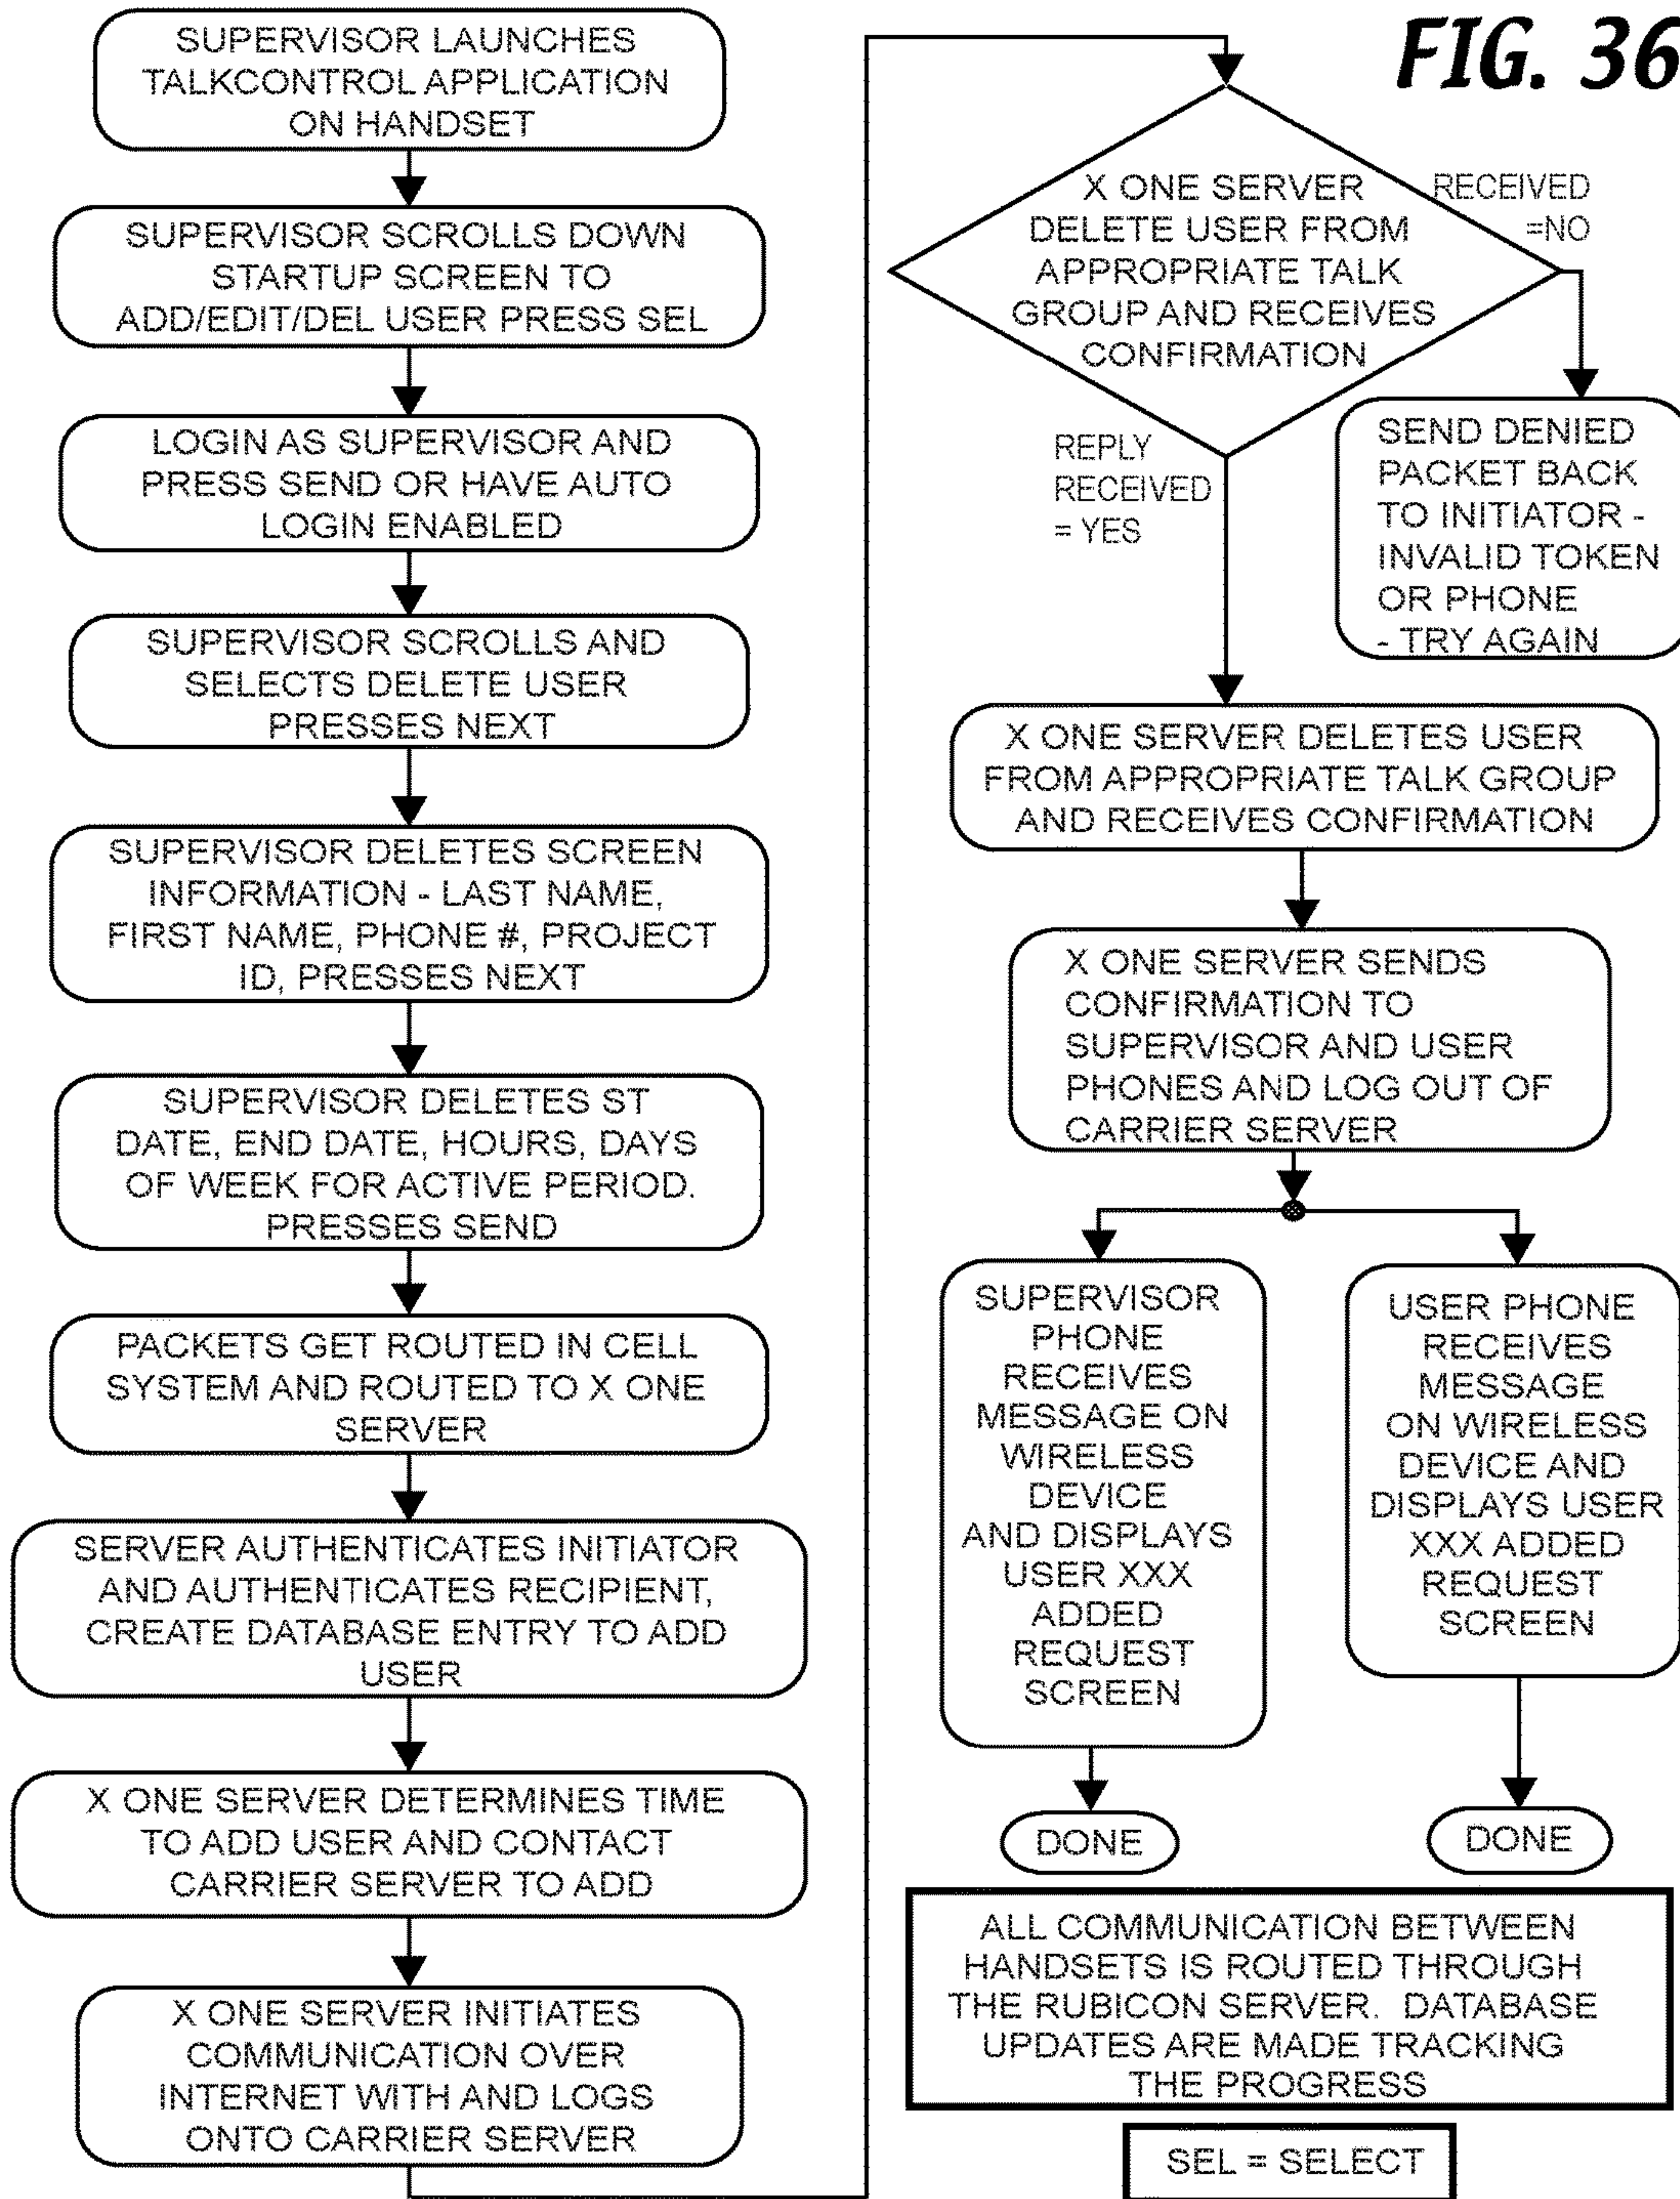 FIG. 36
SUPERVISOR LAUNCHES
TALKCONTROL APPLICATION
ON HANDSET
SUPERVISOR SCROLLS DOWN
STARTUP SCREEN TO
ADD/EDIT/DEL USER PRESS SEL
LOGIN AS SUPERVISOR AND
PRESS SEND OR HAVE AUTO
LOGIN ENABLED
SUPERVISOR SCROLLS AND
SELECTS DELETE USER
PRESSES NEXT
SUPERVISOR DELETES SCREEN
INFORMATION - LAST NAME,
FIRST NAME, PHONE #, PROJECT
ID, PRESSES NEXT
SUPERVISOR DELETES ST
DATE, END DATE, HOURS, DAYS
OF WEEK FOR ACTIVE PERIOD.
PRESSES SEND
PACKETS GET ROUTED IN CELL
SYSTEM AND ROUTED TO X ONE
SERVER
SERVER AUTHENTICATES INITIATOR
AND AUTHENTICATES RECIPIENT,
CREATE DATABASE ENTRY TO ADD
USER
X ONE SERVER DETERMINES TIME
TO ADD USER AND CONTACT
CARRIER SERVER TO ADD
X ONE SERVER INITIATES
COMMUNICATION OVER
INTERNET WITH AND LOGS
ONTO CARRIER SERVER
X ONE SERVER
DELETE USER FROM
APPROPRIATE TALK
GROUP AND RECEIVES
CONFIRMATION
RECEIVED
=NO
SEND DENIED
PACKET BACK
TO INITIATOR -
INVALID TOKEN
OR PHONE
- TRY AGAIN
REPLY
RECEIVED
= YES
X ONE SERVER DELETES USER
FROM APPROPRIATE TALK GROUP
AND RECEIVES CONFIRMATION
X ONE SERVER SENDS
CONFIRMATION TO
SUPERVISOR AND USER
PHONES AND LOG OUT OF
CARRIER SERVER
SUPERVISOR
PHONE
RECEIVES
MESSAGE ON
WIRELESS
DEVICE
AND DISPLAYS
USER XXX
ADDED
REQUEST
SCREEN
DONE
USER PHONE
RECEIVES
MESSAGE
ON WIRELESS
DEVICE AND
DISPLAYS USER
XXX ADDED
REQUEST
SCREEN
DONE
ALL COMMUNICATION BETWEEN
HANDSETS IS ROUTED THROUGH
THE RUBICON SERVER. DATABASE
UPDATES ARE MADE TRACKING
THE PROGRESS
SEL = SELECT